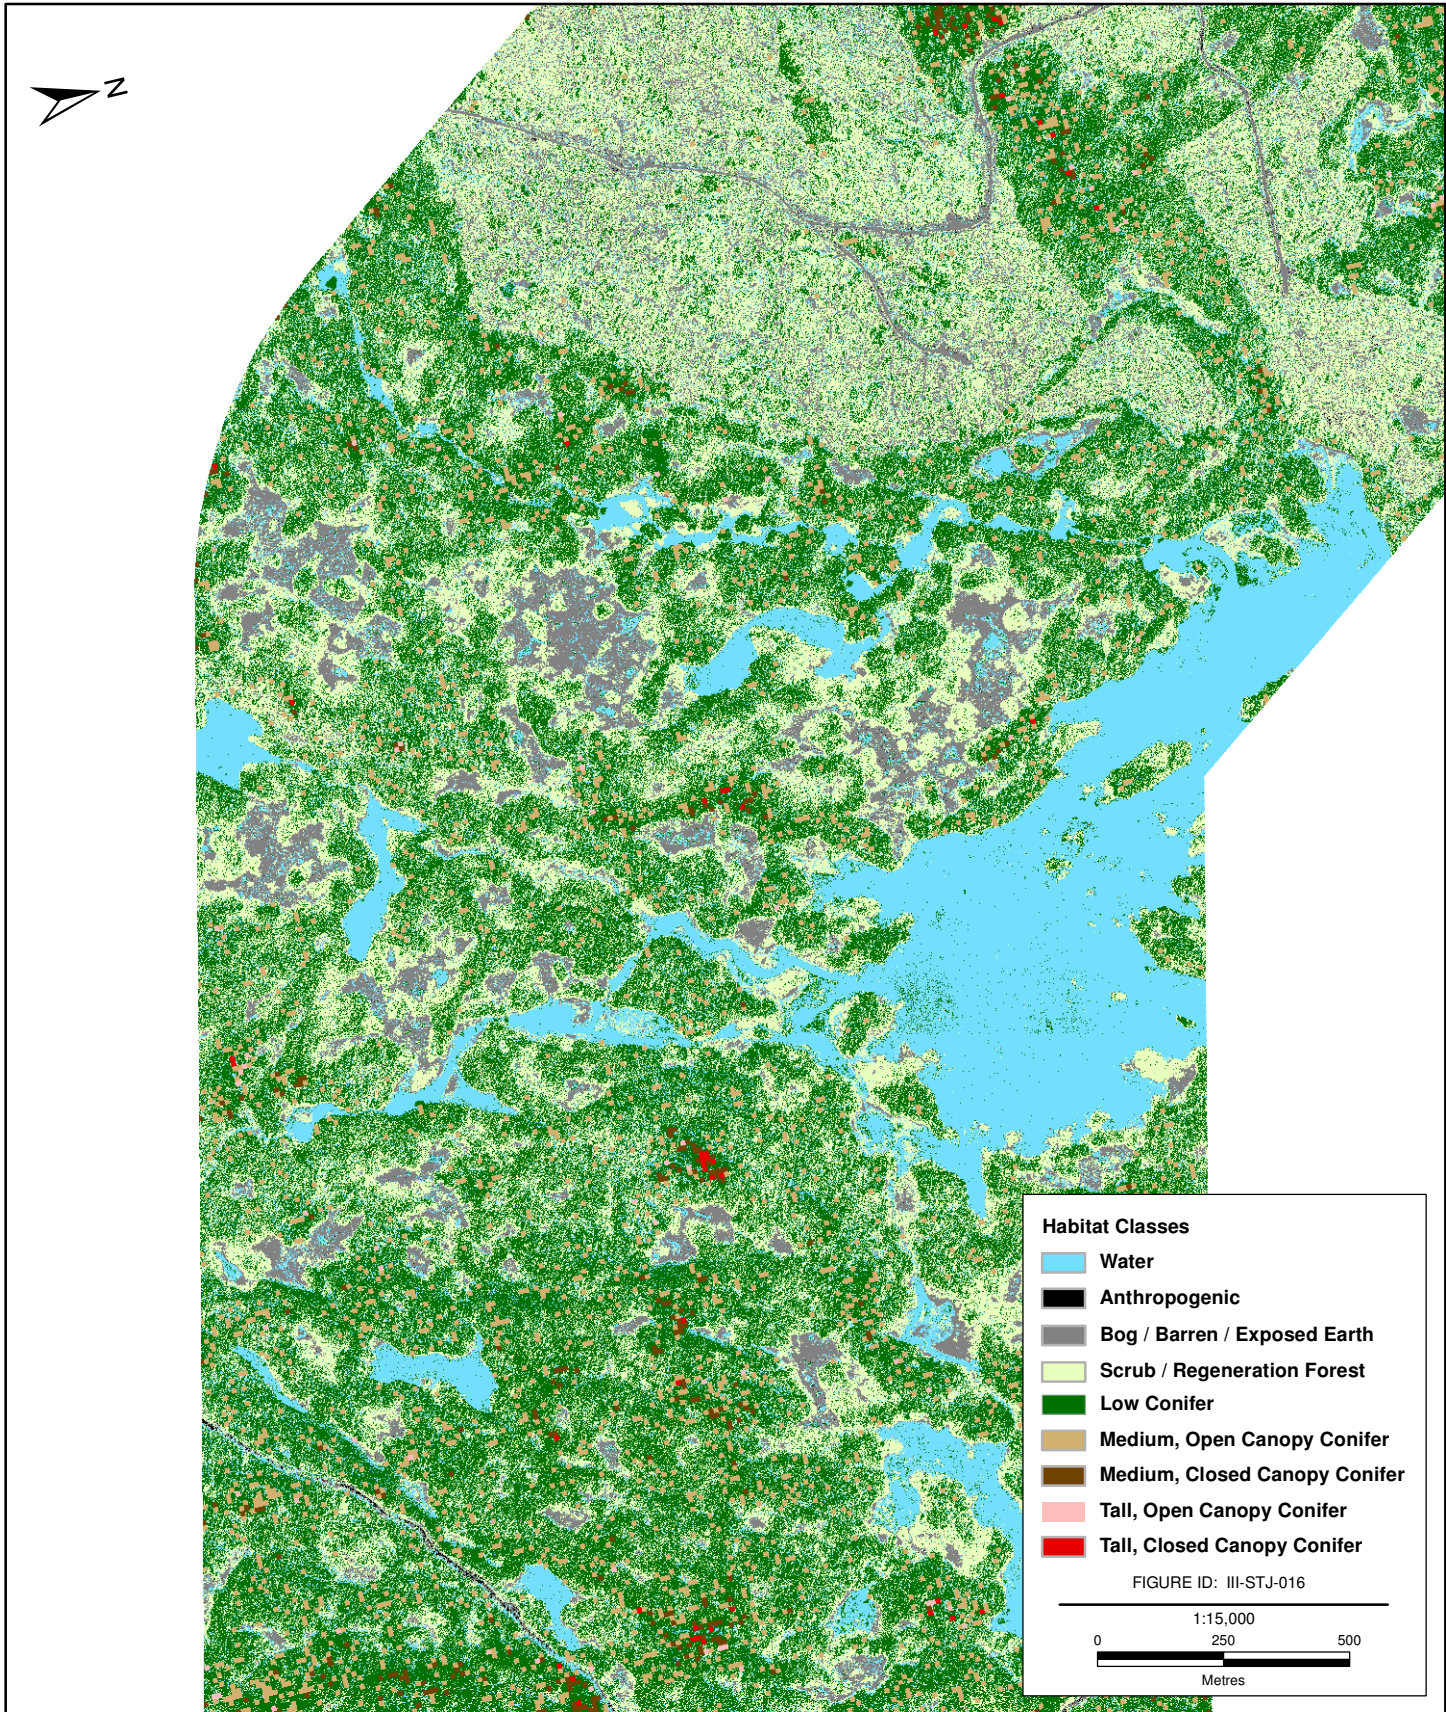 N
Habitat Classes
Water
Anthropogenic
Bog / Barren / Exposed Earth
Scrub / Regeneration Forest
Low Conifer
Medium, Open Canopy Conifer
Medium, Closed Canopy Conifer
Tall, Open Canopy Conifer
Tall, Closed Canopy Conifer
FIGURE ID: III-STJ-016
1:15,000
0 250 500
Metres